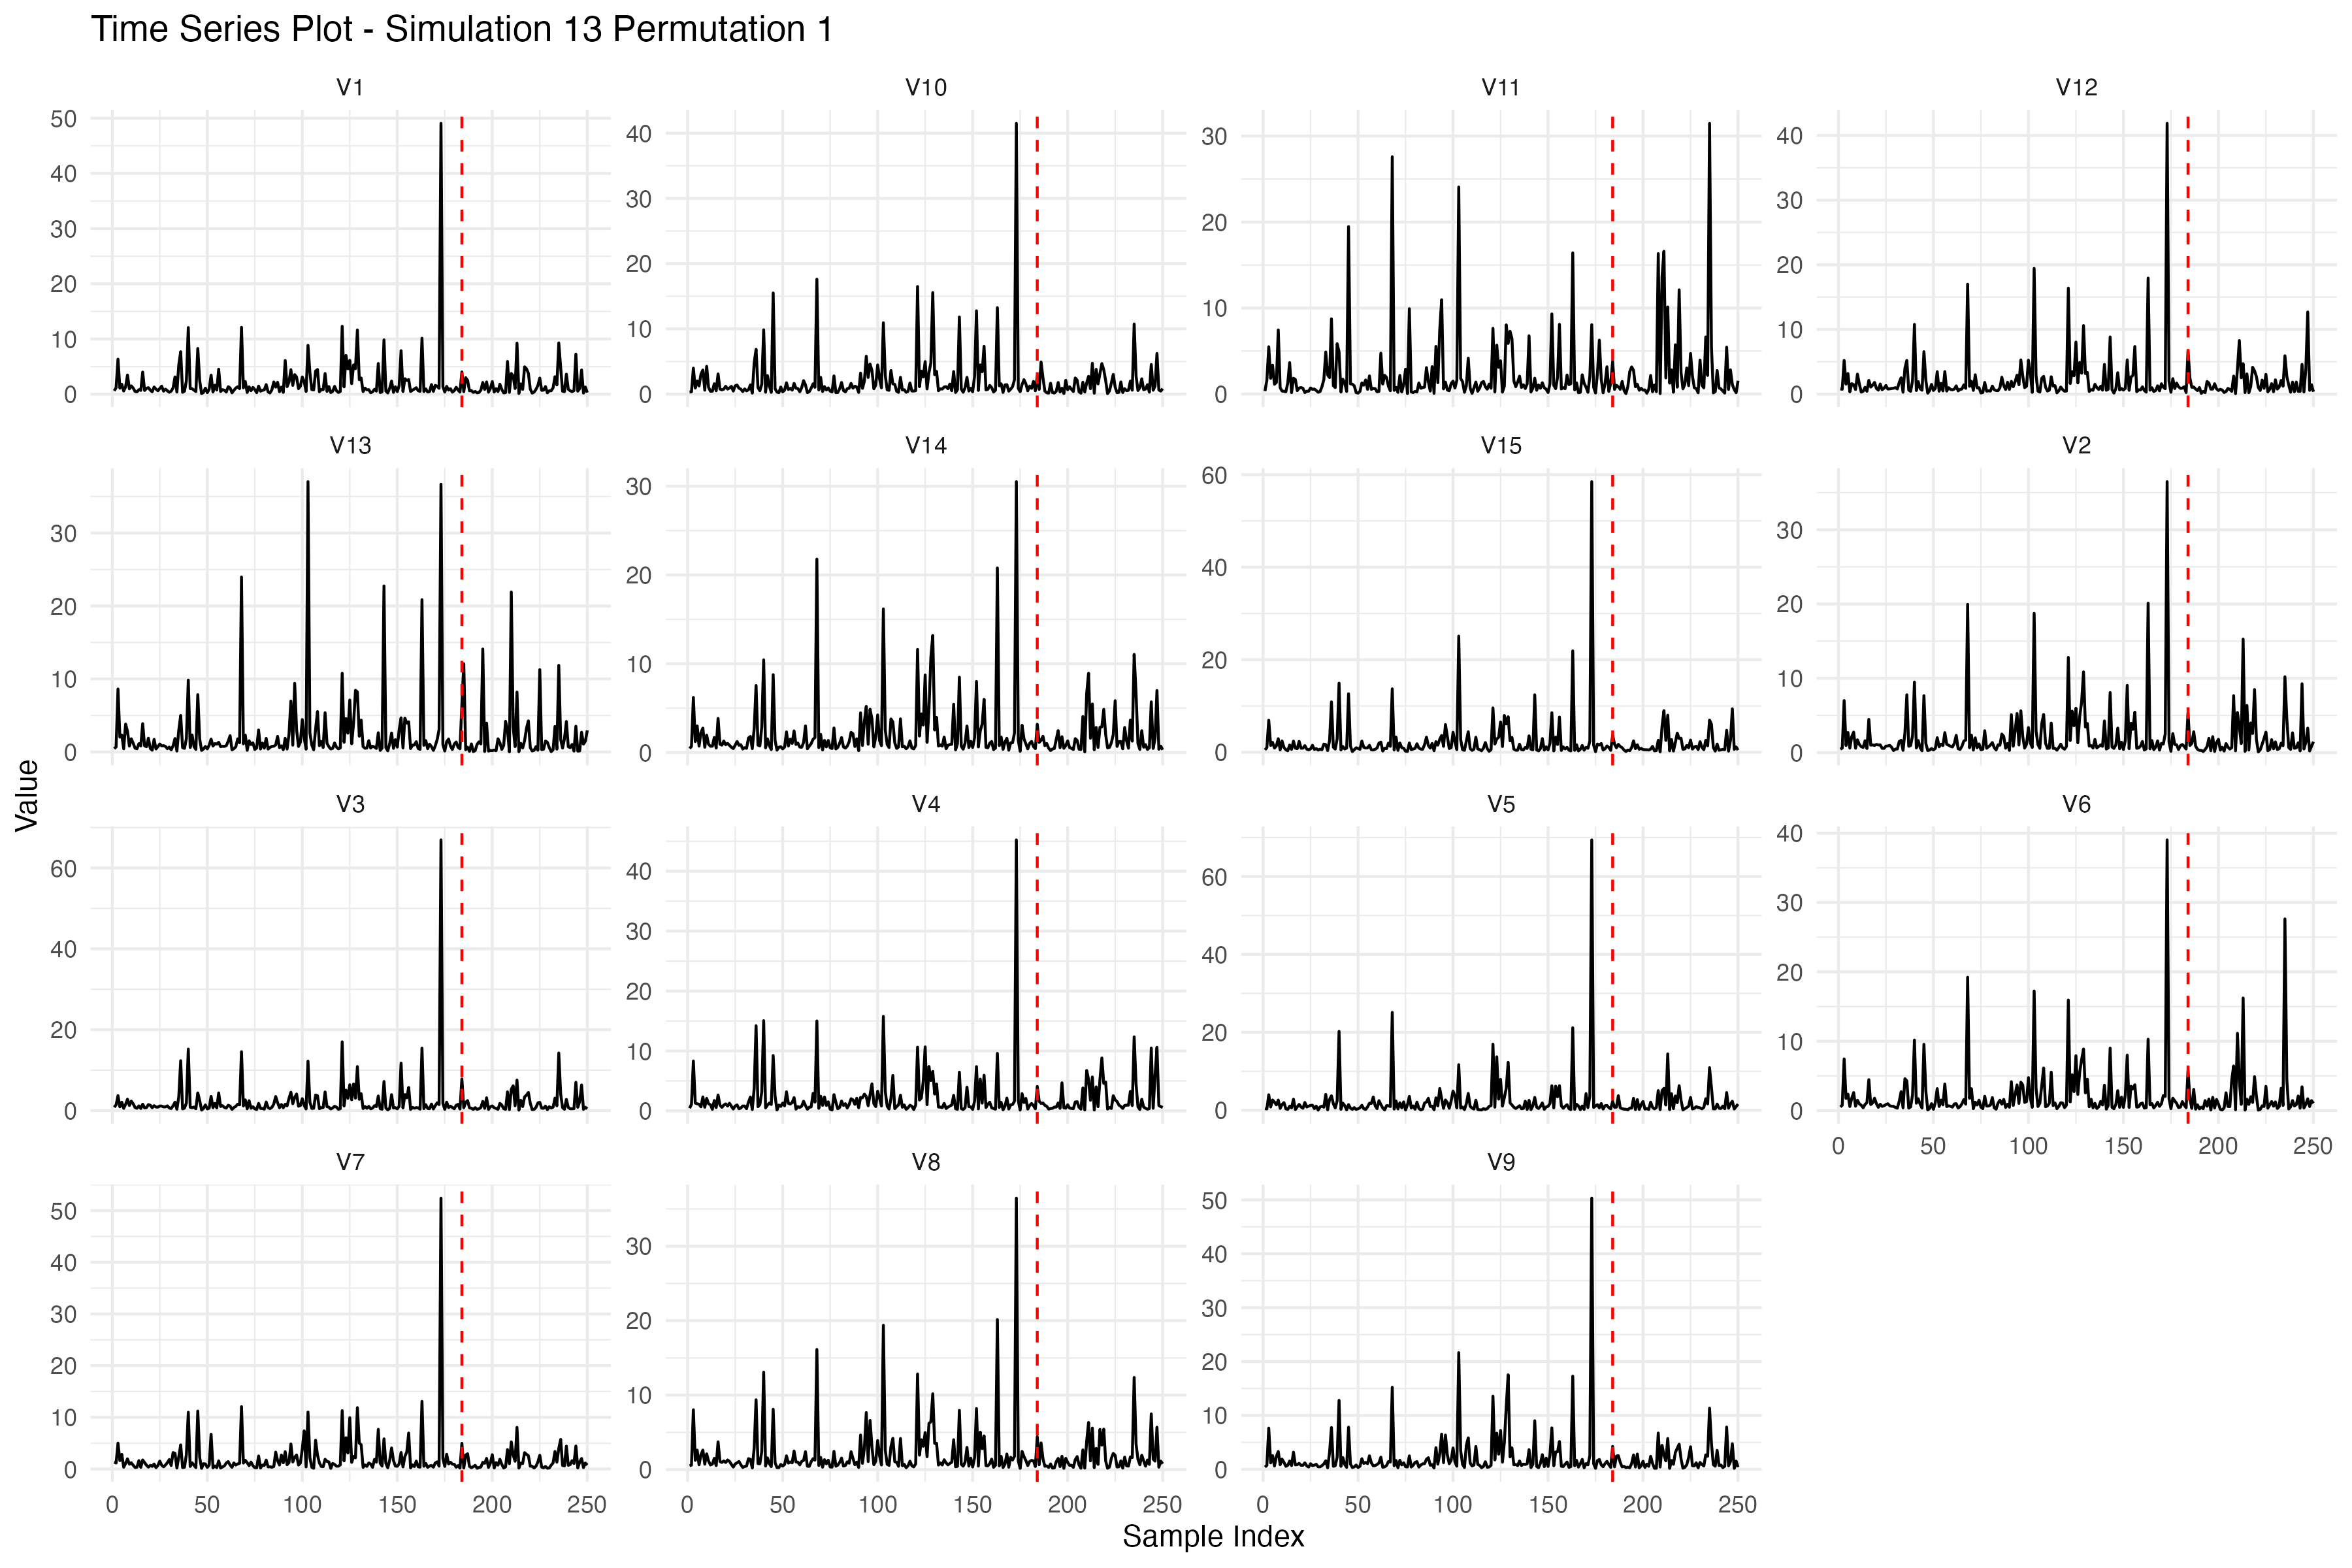 Time Series Plot - Simulation 13 Permutation 1
V1 V10 V11 V12
50 40 30 20 10 0
40 30 20 10 0
30 20 10 0
40 30 20 10 0
V13 V14 V15 V2
30 20 10 0
30 20 10 0
60 40 20 0
30 20 10 0
Value
V3 V4 V5 V6
60 40 20 0
40 30 20 10 0
60 40 20 0
40 30 20 10 0
0 50 100 150 200 250
V7 V8 V9
50 40 30 20 10 0
30 20 10 0
50 40 30 20 10 0
0 50 100 150 200 250
0 50 100 150 200 250
0 50 100 150 200 250
Sample Index